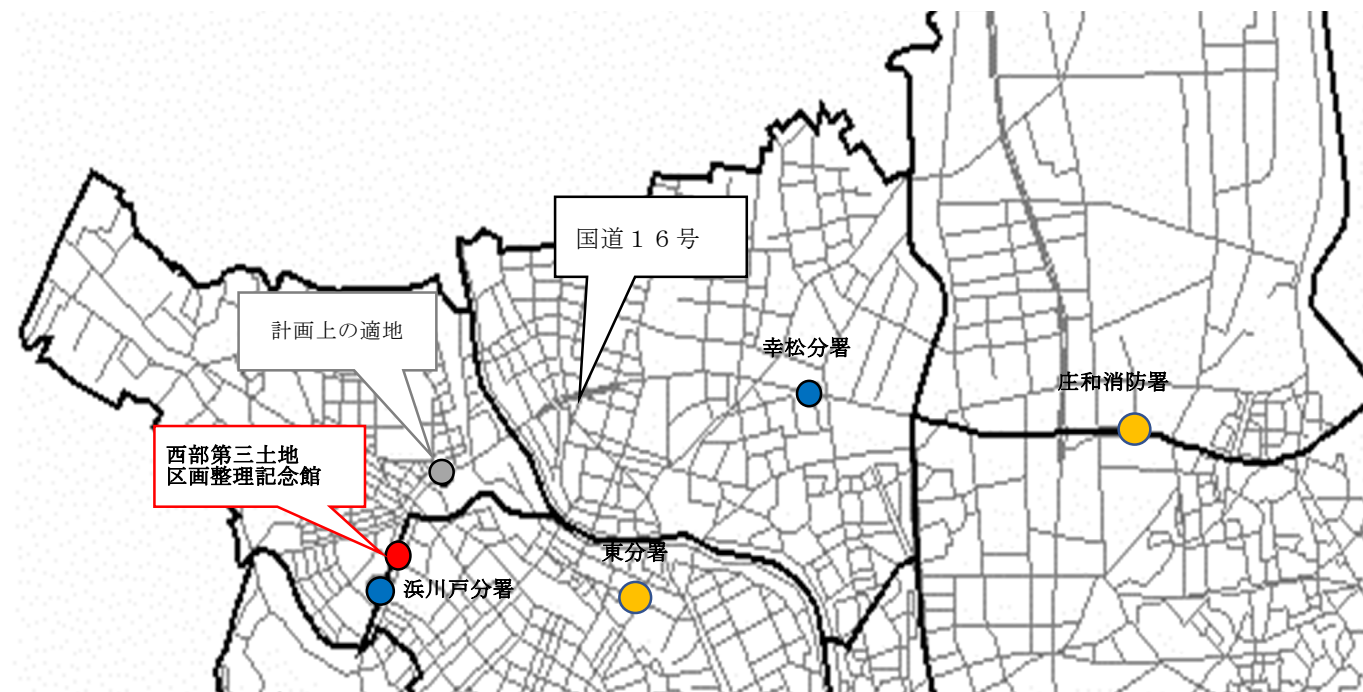 国道１６号
計画上の適地
幸松分署
庄和消防署
西部第三土地
区画整理記念館
東分署
浜川戸分署